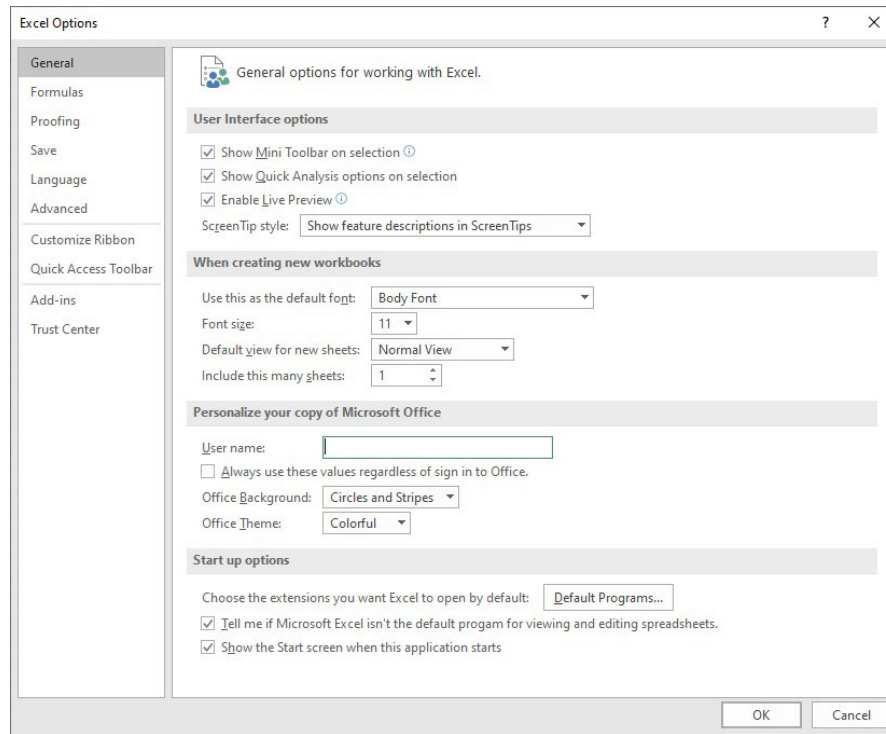 Excel Options
?
General
Formulas
Proofing
Save
Language
Advanced
Customize Ribbon
Quick Access Toolbar
Add-ins
Trust Center
General options for working with Excel.
User Interface options
Show Mini Toolbar on selection
Show Quick Analysis options on selection
Enable Live Preview
ScreenTip style: Show feature descriptions in ScreenTips
When creating new workbooks
Use this as the default font: Body Font
Font size: 11
Default view for new sheets: Normal View
Include this many sheets: 1
Personalize your copy of Microsoft Office
User name:
Always use these values regardless of sign in to Office.
Office Background: Circles and Stripes
Office Theme: Colorful
Start up options
Choose the extensions you want Excel to open by default: Default Programs...
Tell me if Microsoft Excel isn't the default progam for viewing and editing spreadsheets.
Show the Start screen when this application starts
OK Cancel